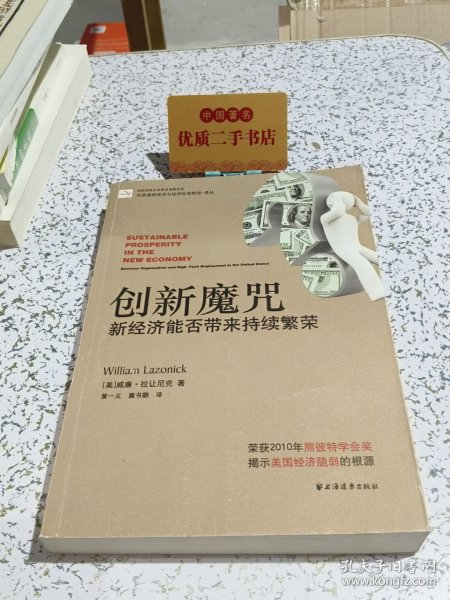 中国著名
优质二手书店
SUSTAINABLE
PROSPERITY
IN THE
NEW ECONOMY
Business Organization and High-Tech Employment in the United States
创新魔咒
新经济能否带来持续繁荣
William Lazonick
[美]威廉·拉让尼克 著
黄一义 冀书鹏 译
荣获2010年熊彼特学会奖
揭示美国经济脆弱的根源
上海远东出版社
孔夫子旧书网
www.kongfz.com